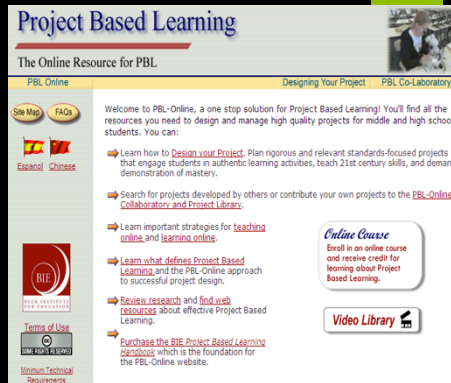 Project Based Learning
The Online Resource for PBL
PBL Online
Designing Your Project
PBL Co-Laboratory
Site Map
FAQs
Espanol
Chinese
BIE
BUCK INSTITUTE
FOR EDUCATION
Terms of Use
SOME RIGHTS RESERVED
Minimum Technical
Requirements
Welcome to PBL-Online, a one stop solution for Project Based Learning! You'll find all the
resources you need to design and manage high quality projects for middle and high schoo
students. You can:
Learn how to Design your Project. Plan rigorous and relevant standards-focused projects
that engage students in authentic learning activities, teach 21st century skills, and deman
demonstration of mastery.
Search for projects developed by others or contribute your own projects to the PBL-Online
Collaboratory and Project Library.
Learn important strategies for teaching
online and learning online.
Learn what defines Project Based
Learning and the PBL-Online approach
to successful project design.
Review research and find web
resources about effective Project Based
Learning.
Purchase the BIE Project Based Learning
Handbook which is the foundation for
the PBL-Online website.
Online Course
Enroll in an online course
and receive credit for
learning about Project
Based Learning.
Video Library